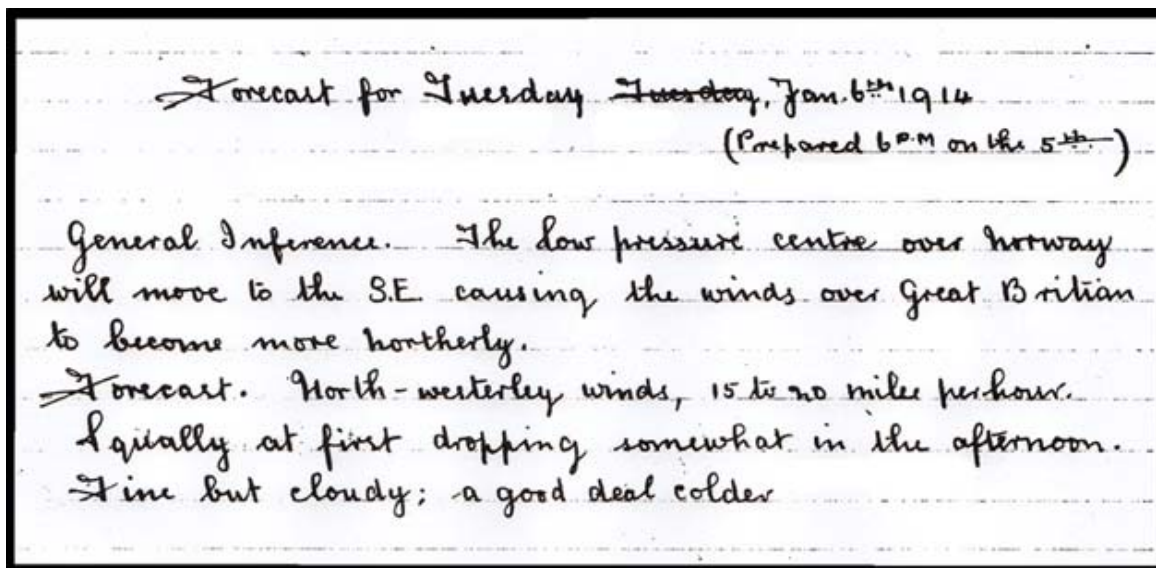 Forecast for Tuesday Tuesday, Jan. 6th 1914
(Prepared 6 P.M on the 5th)
General Inference. The low pressure centre over Norway
will move to the S.E. causing the winds over Great Britian
to become more northerly.
Forecast. North-westerley winds, 15 to 20 miles per hour.
Squally at first dropping somewhat in the afternoon.
Fine but cloudy; a good deal colder